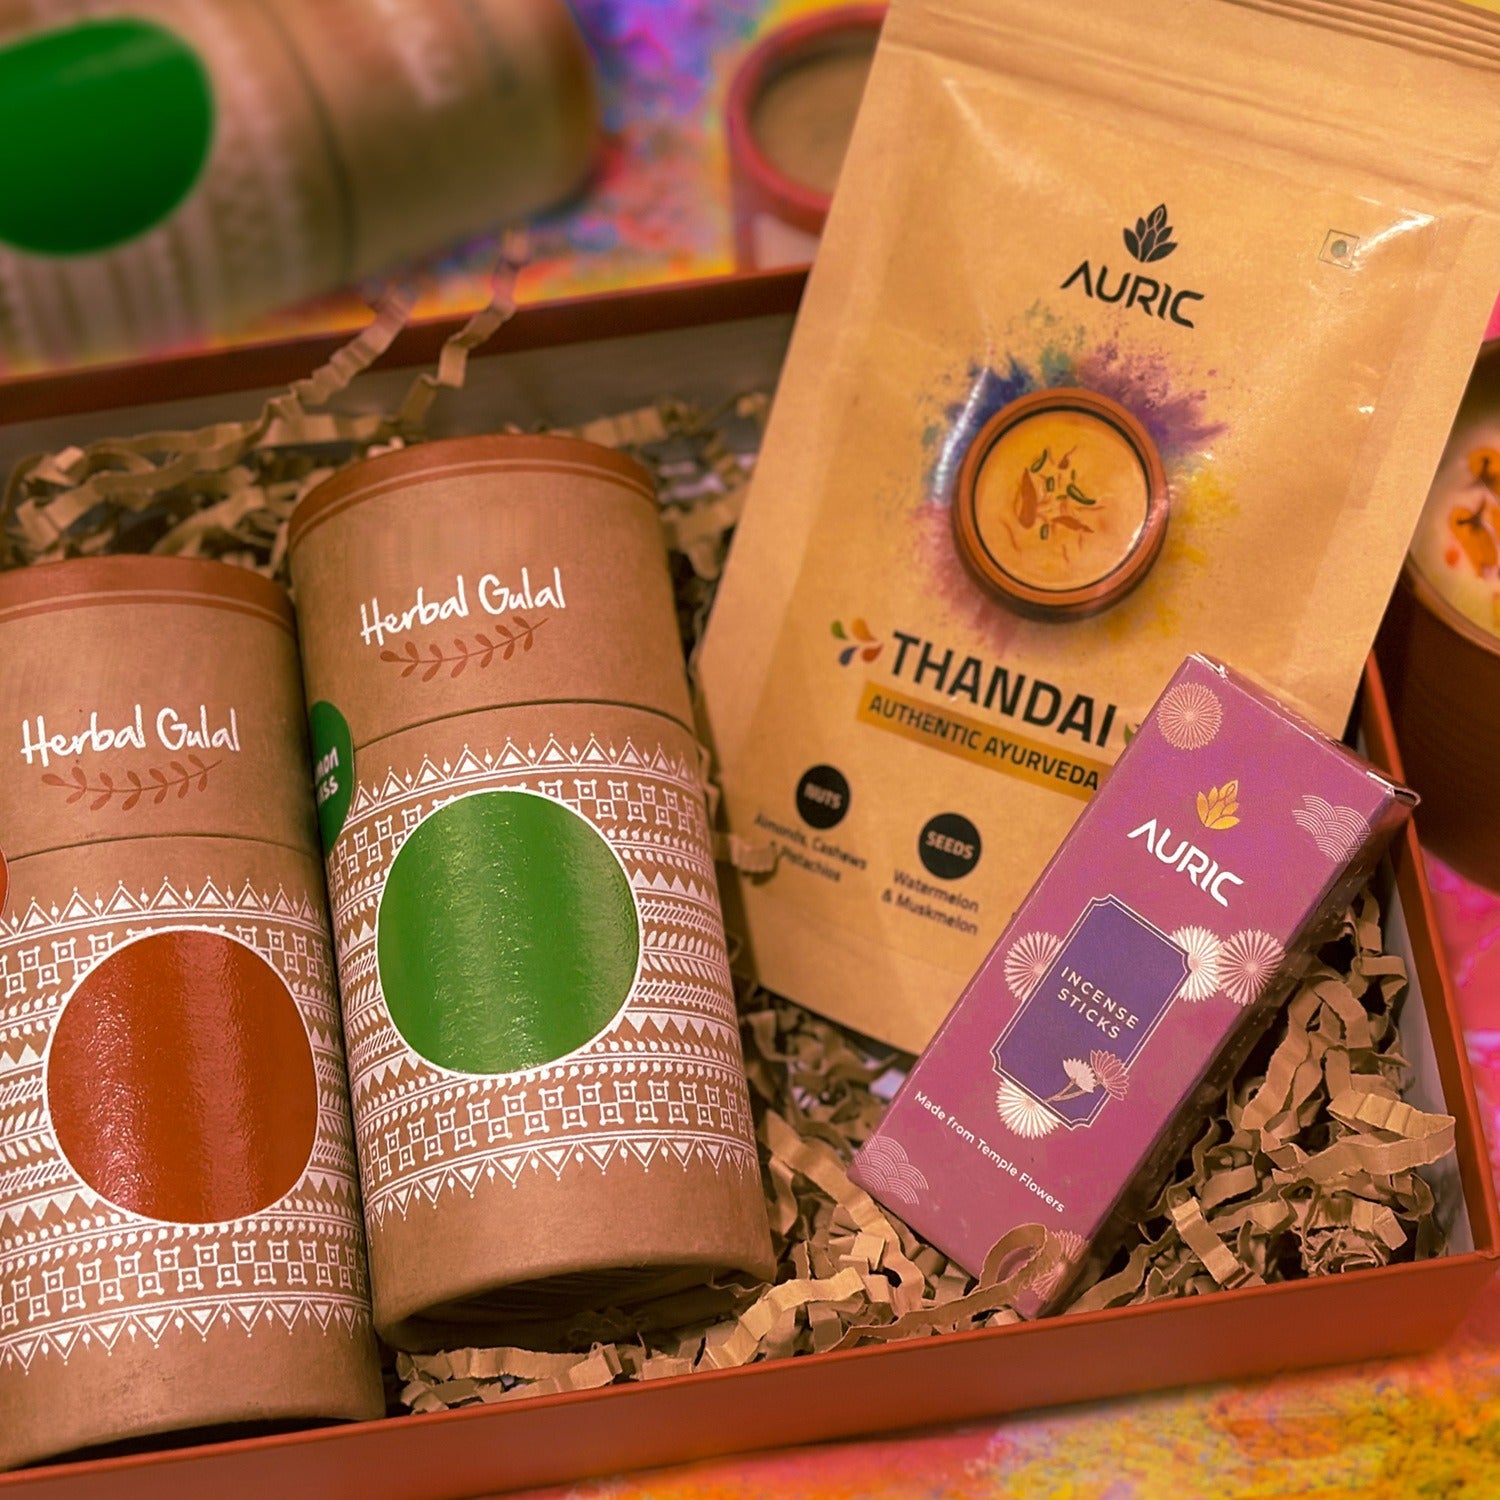 Herbal Gulal
Herbal Gulal
AURIC
THANDAI
AUTHENTIC AYURVEDA
NUTS
Almonds, Cashews
& Pistachios
SEEDS
Watermelon
& Muskmelon
AURIC
INCENSE
STICKS
Made from Temple Flowers